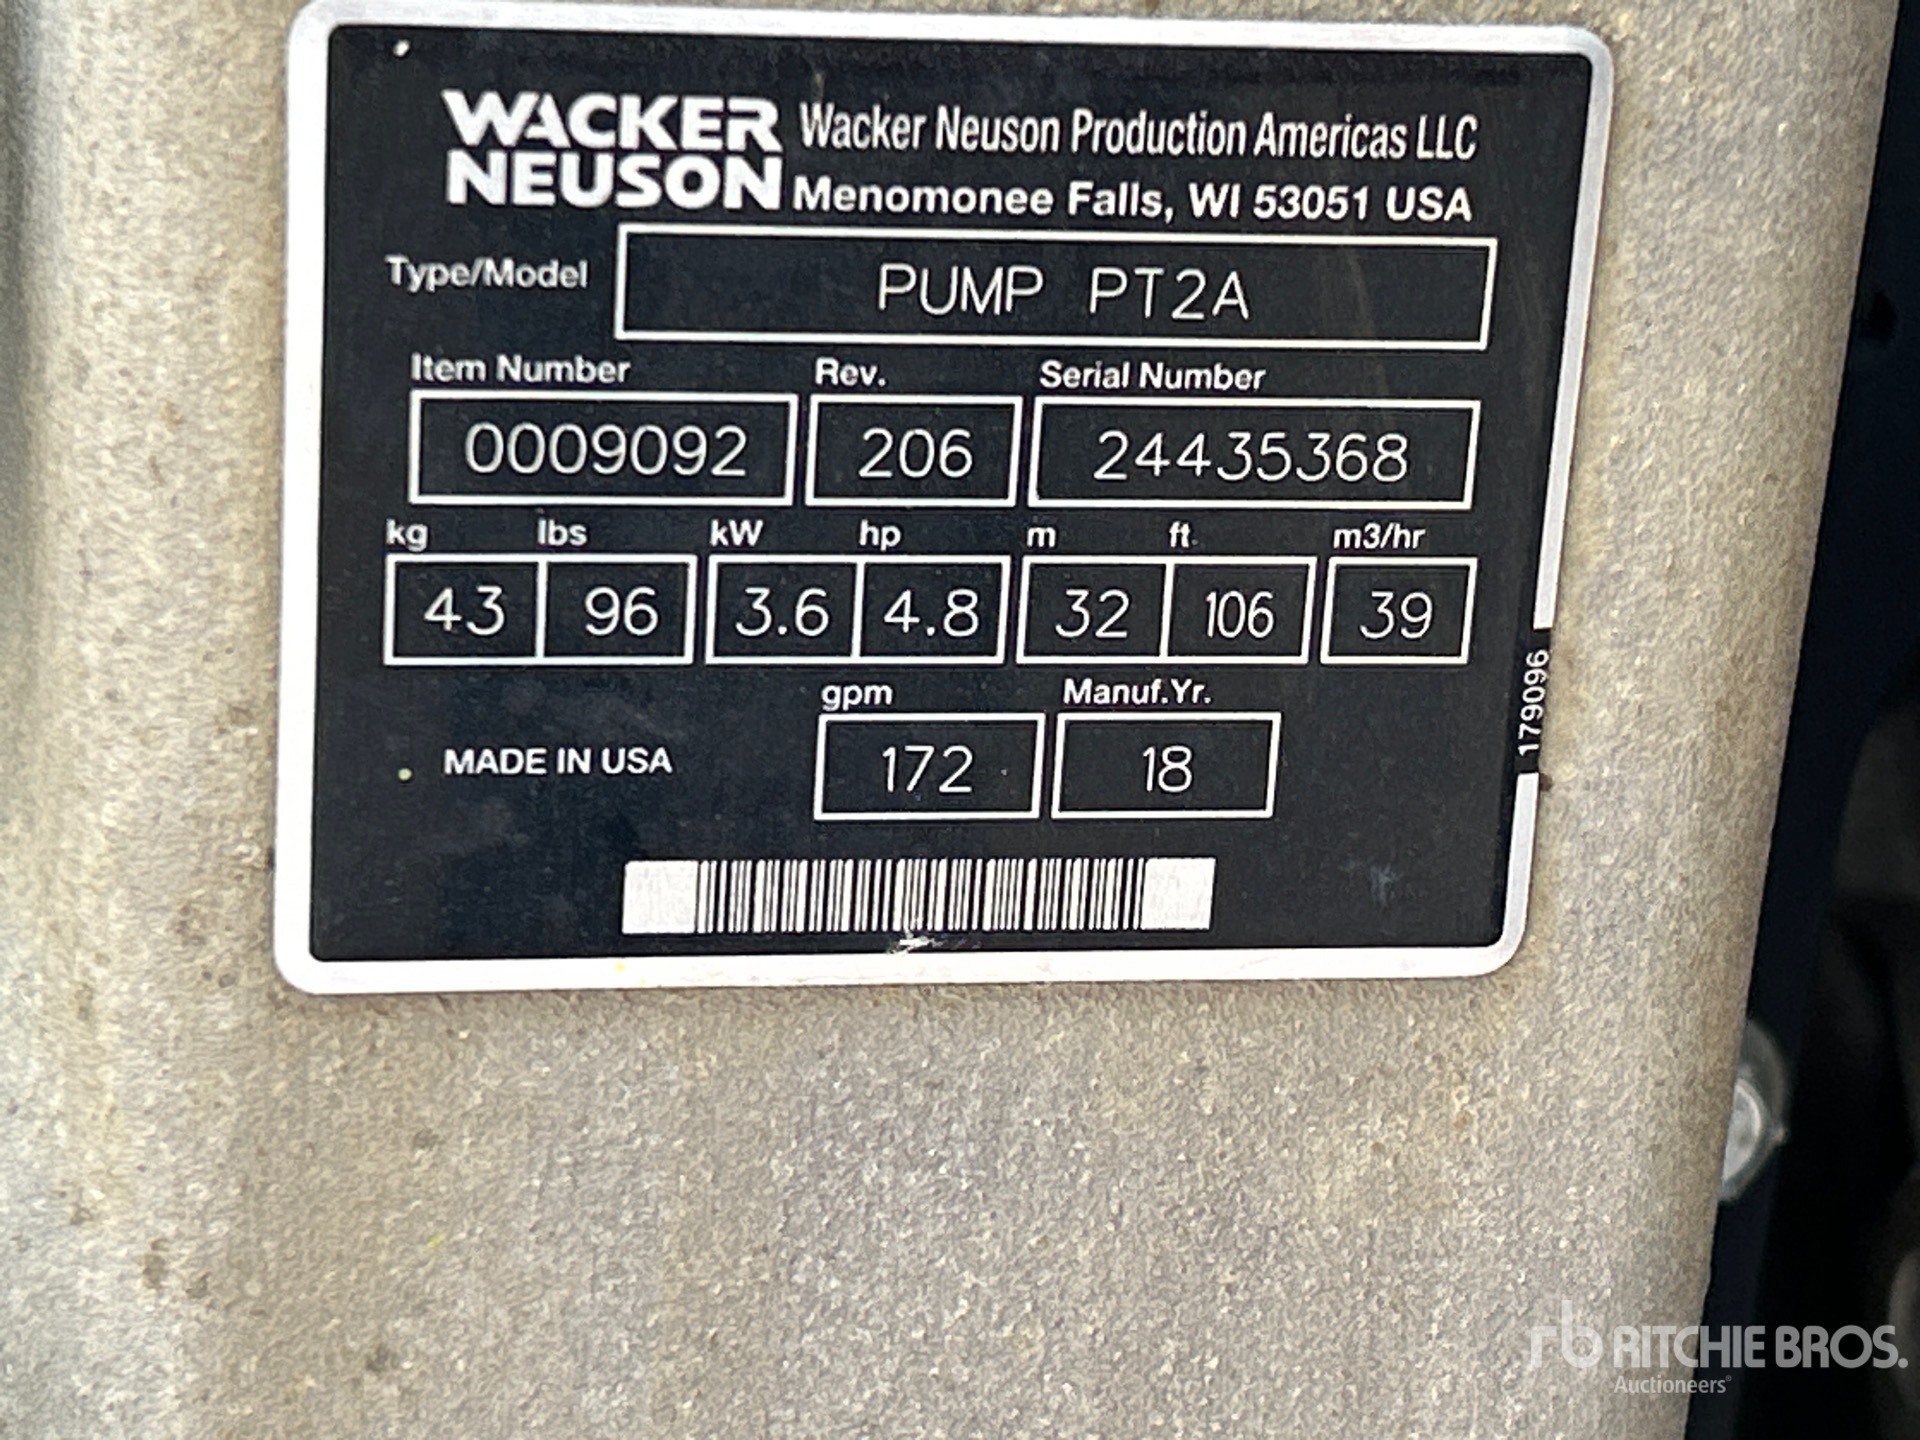 WACKER NEUSON
Wacker Neuson Production Americas LLC
Menomonee Falls, WI 53051 USA
Type/Model PUMP PT2A
Item Number Rev. Serial Number
0009092 206 24435368
kg lbs kW hp m ft. m3/hr
43 96 3.6 4.8 32 106 39
gpm Manuf.Yr.
MADE IN USA 172 18
179096
rb RITCHIE BROS.
Auctioneers®